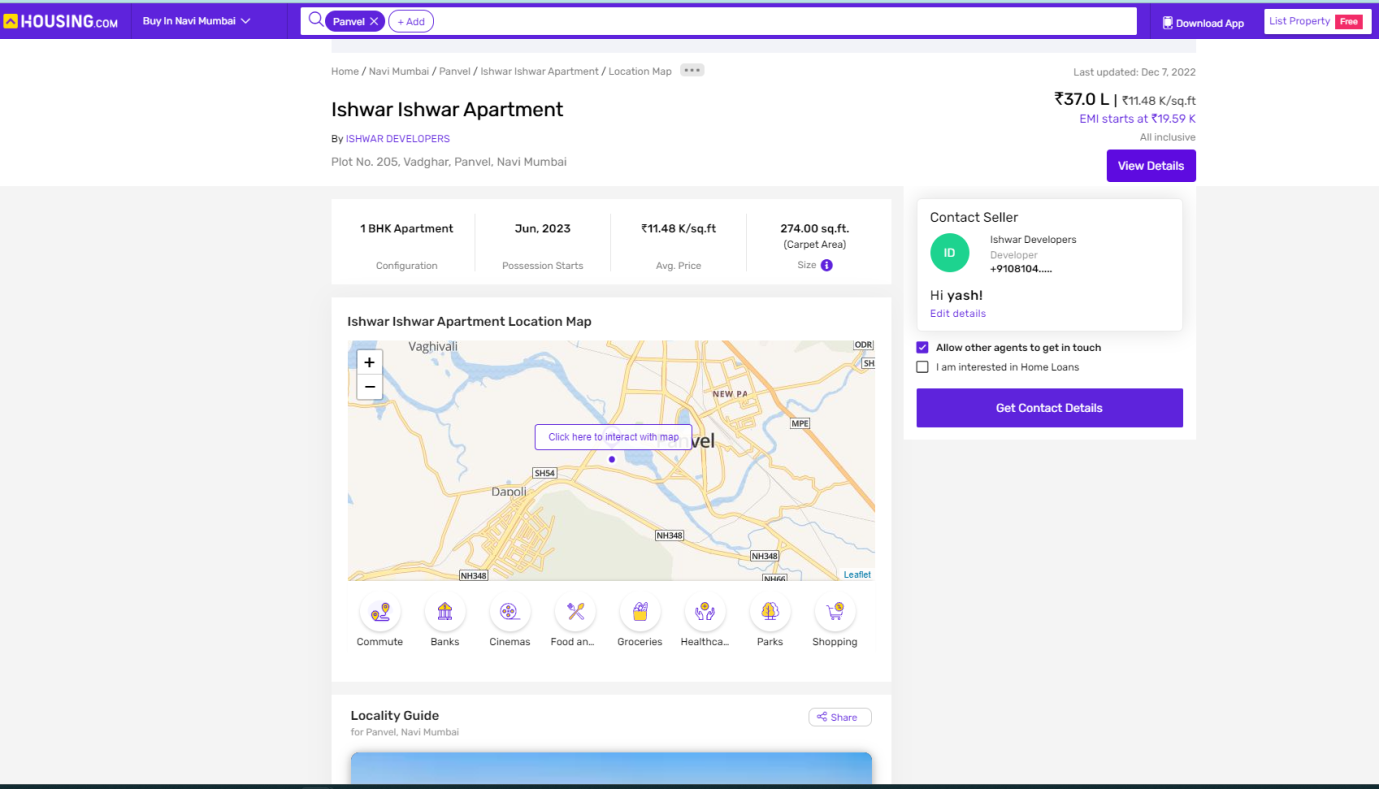 HOUSING.COM
Buy In Navi Mumbai
Panvel
+ Add
Download App
List Property Free
Home / Navi Mumbai / Panvel / Ishwar Ishwar Apartment / Location Map
Last updated: Dec 7, 2022
Ishwar Ishwar Apartment
₹37.0 L | ₹11.48 K/sq.ft
EMI starts at ₹19.59 K
By ISHWAR DEVELOPERS
All inclusive
Plot No. 205, Vadghar, Panvel, Navi Mumbai
View Details
1 BHK Apartment
Configuration
Jun, 2023
Possession Starts
₹11.48 K/sq.ft
Avg. Price
274.00 sq.ft.
(Carpet Area)
Size i
Contact Seller
ID
Ishwar Developers
Developer
+9108104.....
Hi yash!
Edit details
Allow other agents to get in touch
I am interested in Home Loans
Get Contact Details
Ishwar Ishwar Apartment Location Map
+
−
Vaghivali
ODR
SH
NEW PA
MPE
Click here to interact with map
Panvel
SH54
Dapoli
NH348
NH348
NH348
NH66
Leaflet
Commute
Banks
Cinemas
Food an...
Groceries
Healthca...
Parks
Shopping
Locality Guide
for Panvel, Navi Mumbai
Share